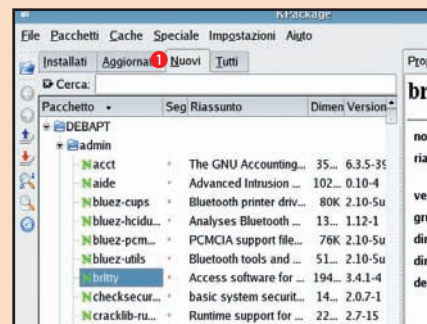 KPackage
File Pacchetti Cache Speciale Impostazioni Aiuto
Installati Aggiornat 1 Nuovi Tutti
Cerca:
Pacchetto Seg Riassunto Dimen Version
DEBAPT
admin
acct The GNU Accounting... 35... 6.3.5-39
aide Advanced Intrusion ... 102... 0.10-4
bluez-cups Bluetooth printer driv... 80K 2.10-5u
bluez-hcidu... Analyses Bluetooth ... 13... 1.12-1
bluez-pcm... PCMCIA support file... 76K 2.10-5u
bluez-utils Bluetooth tools and ... 51... 2.10-5u
brltty Access software for ... 194... 3.4.1-4
checksecur... basic system securit... 14... 2.0.7-1
cracklib-ru... Runtime support for ... 22... 2.7-15
Prop
br
no
ria
ve
gru
din
din
de